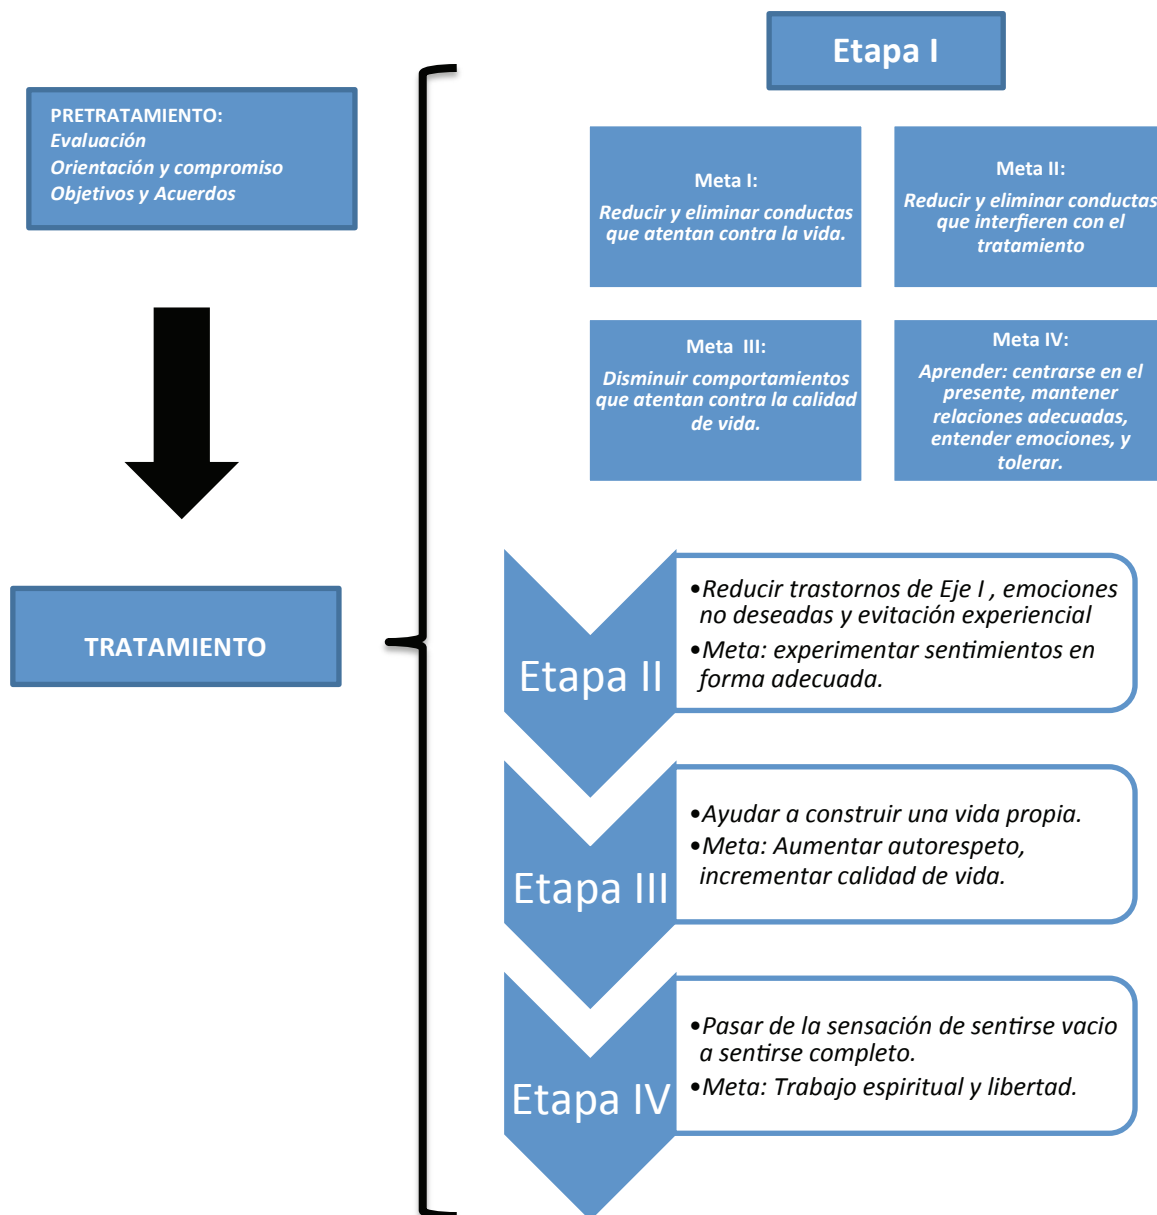 Etapa I
PRETRATAMIENTO:
Evaluación
Orientación y compromiso
Objetivos y Acuerdos
Meta I:
Reducir y eliminar conductas
que atentan contra la vida.
Meta II:
Reducir y eliminar conductas
que interfieren con el
tratamiento
Meta III:
Disminuir comportamientos
que atentan contra la calidad
de vida.
Meta IV:
Aprender: centrarse en el
presente, mantener
relaciones adecuadas,
entender emociones, y
tolerar.
TRATAMIENTO
Etapa II
•Reducir trastornos de Eje I , emociones
no deseadas y evitación experiencial
•Meta: experimentar sentimientos en
forma adecuada.
Etapa III
•Ayudar a construir una vida propia.
•Meta: Aumentar autorespeto,
incrementar calidad de vida.
Etapa IV
•Pasar de la sensación de sentirse vacio
a sentirse completo.
•Meta: Trabajo espiritual y libertad.